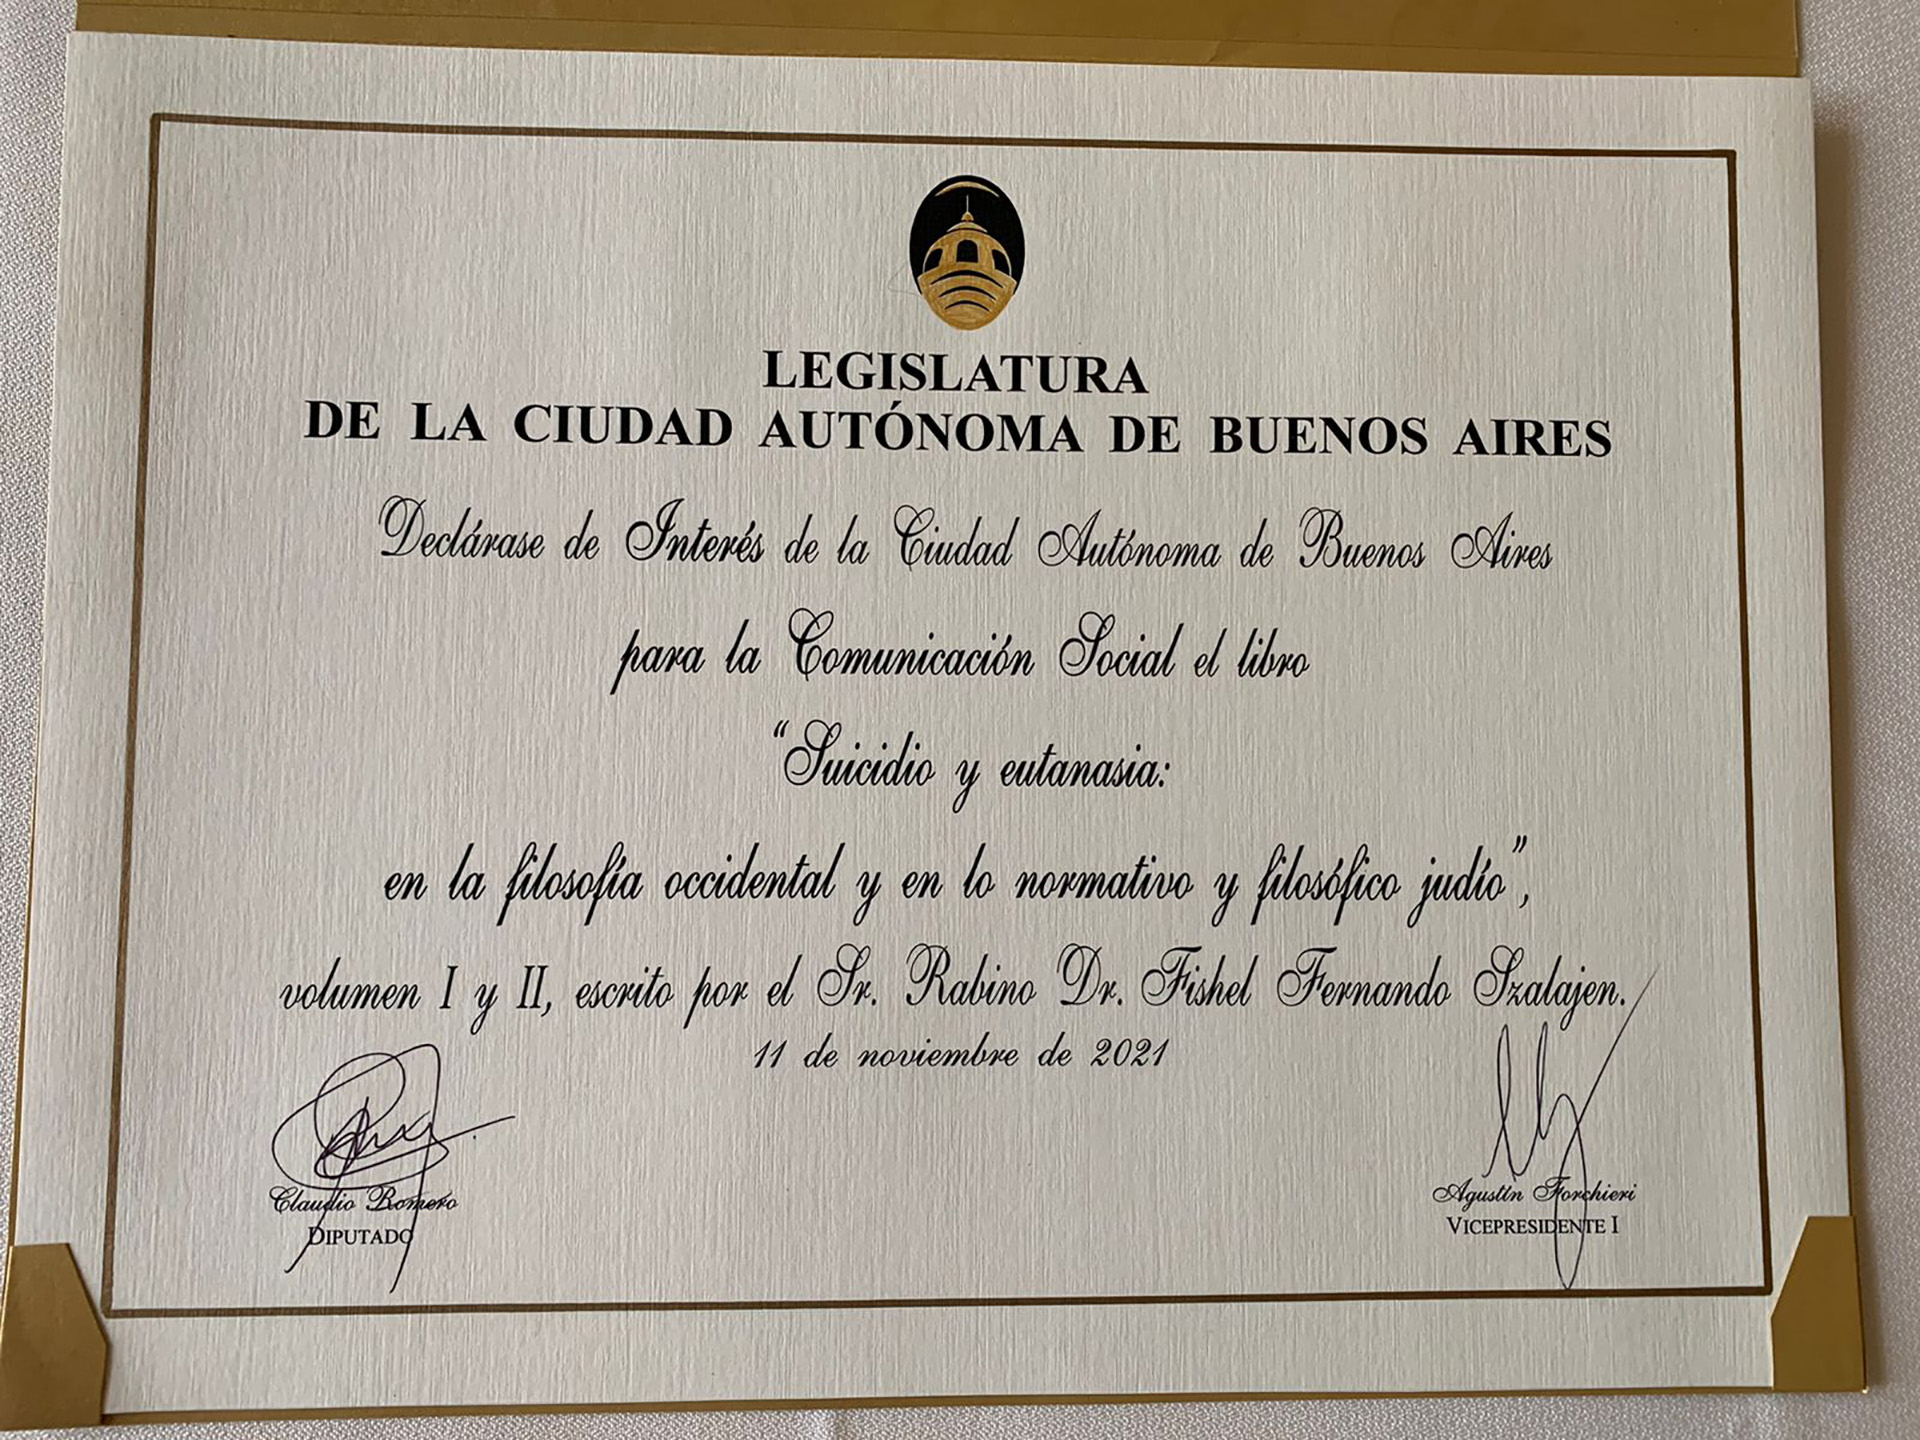 LEGISLATURA
DE LA CIUDAD AUTÓNOMA DE BUENOS AIRES
Declárase de Interés de la Ciudad Autónoma de Buenos Aires
para la Comunicación Social el libro
“Suicidio y eutanasia:
en la filosofía occidental y en lo normativo y filosófico judío”,
volumen I y II, escrito por el Sr. Rabino Dr. Fishel Fernando Szalajen.
11 de noviembre de 2021
Claudio Romero
DIPUTADO
Agustín Forchieri
VICEPRESIDENTE I